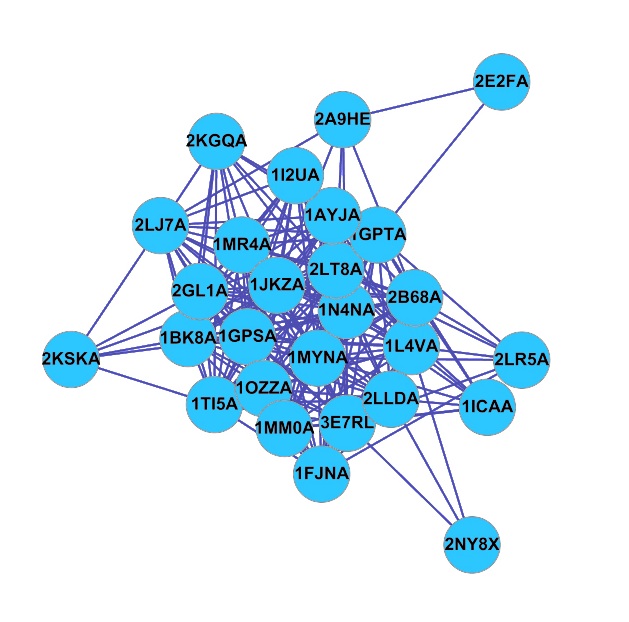 2E2FA
2A9HE
2KGQA
1I2UA
1AYJA
2LJ7A
1GPTA
1MR4A
2LT8A
1JKZA
2GL1A
2B68A
1N4NA
1GPSA
1BK8A
1L4VA
1MYNA
2KSKA
2LR5A
1OZZA
2LLDA
1TI5A
1ICAA
3E7RL
1MM0A
1FJNA
2NY8X